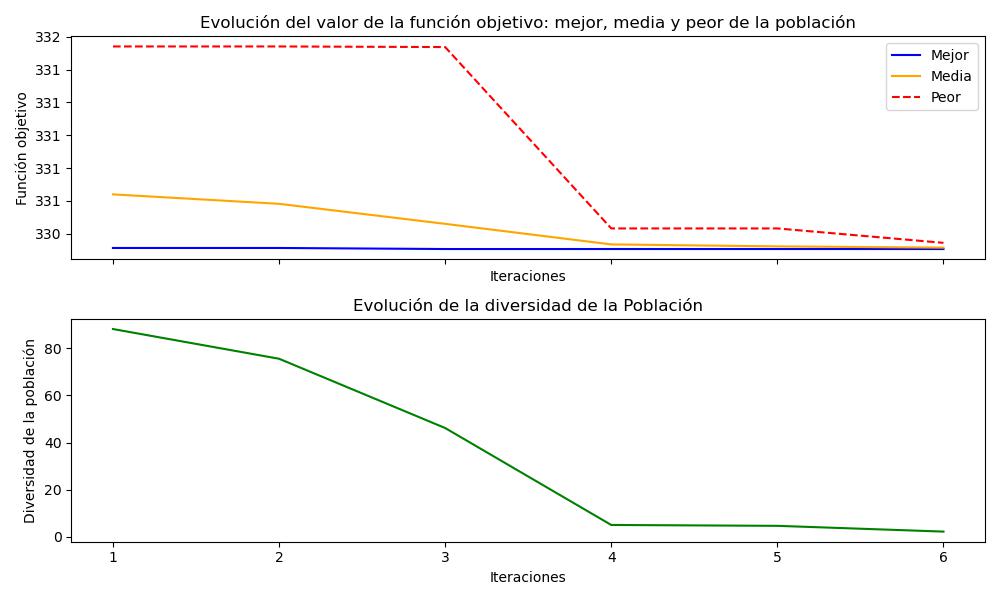 Evolución del valor de la función objetivo: mejor, media y peor de la población
332
331
331
331
331
331
330
Función objetivo
Mejor
Media
Peor
Iteraciones
Evolución de la diversidad de la Población
80
60
40
20
0
Diversidad de la población
1 2 3 4 5 6
Iteraciones